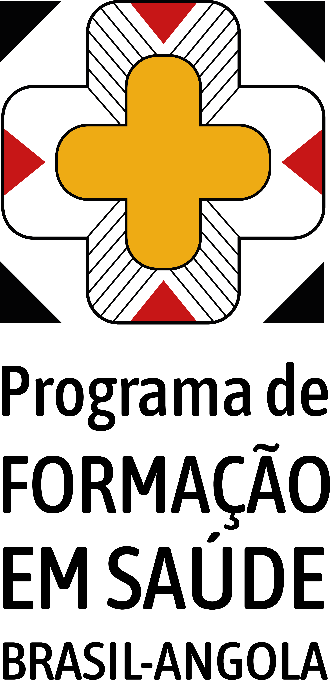 Programa de
FORMAÇÃO
EM SAÚDE
BRASIL-ANGOLA